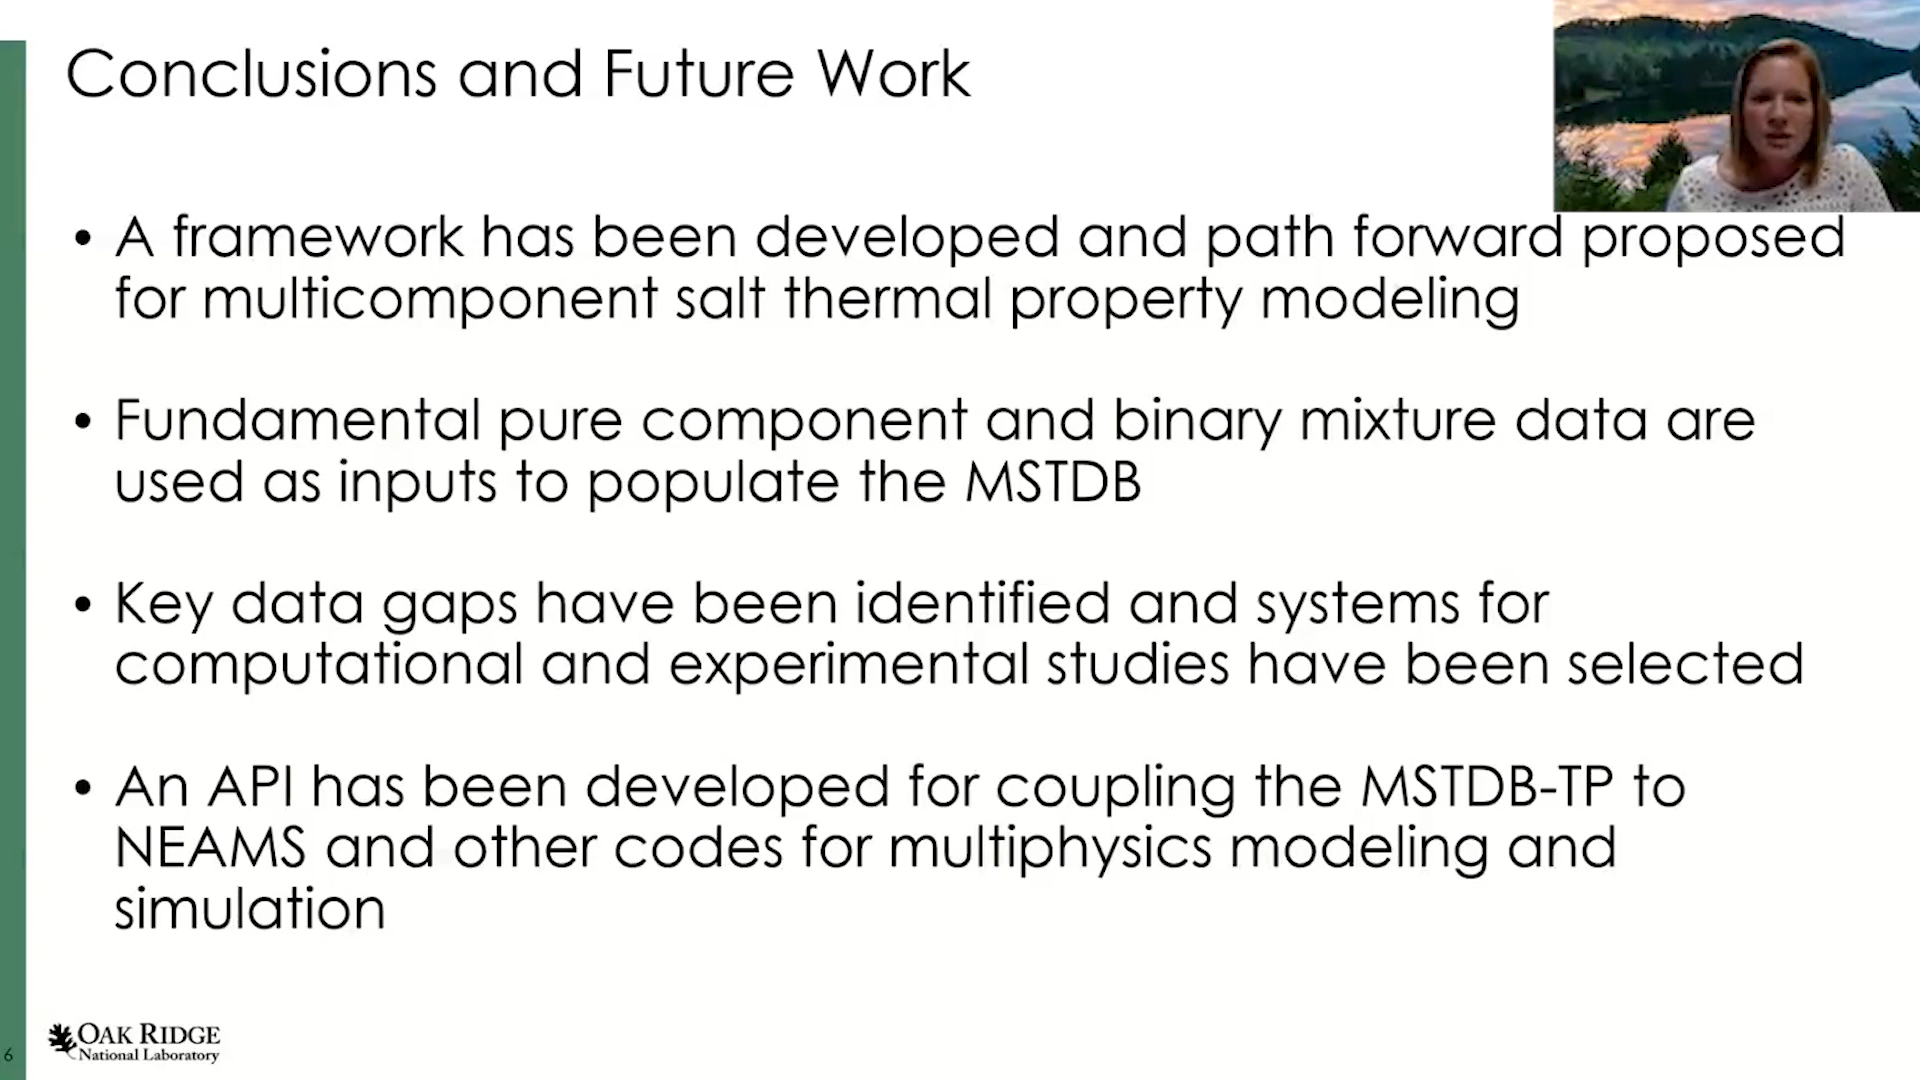 Conclusions and Future Work
• A framework has been developed and path forward proposed
for multicomponent salt thermal property modeling
• Fundamental pure component and binary mixture data are
used as inputs to populate the MSTDB
• Key data gaps have been identified and systems for
computational and experimental studies have been selected
• An API has been developed for coupling the MSTDB-TP to
NEAMS and other codes for multiphysics modeling and
simulation
OAK RIDGE
National Laboratory
6